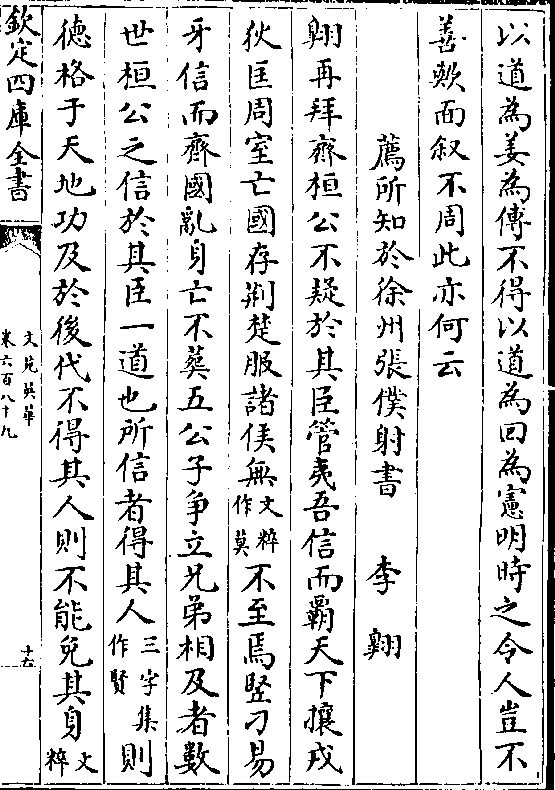 以道為姜為傳不得以道為回為憲明時之令人豈不
善歟而叙不周此亦何云
薦所知於徐州張僕射書　李翺
翺再拜齊桓公不疑於其臣管夷吾信而覇天下攘戎
狄匡周室亡國存荆楚服諸侯無文粹作莫不至焉豎刁易
牙信而齊國亂身亡不葬五公子争立兄弟相及者數
世桓公之信於其臣一道也所信者得其人三字集作賢則
德格于天地功及於後代不得其人則不能免其身文粹
欽定四庫全書
文苑英華
卷六百八十九